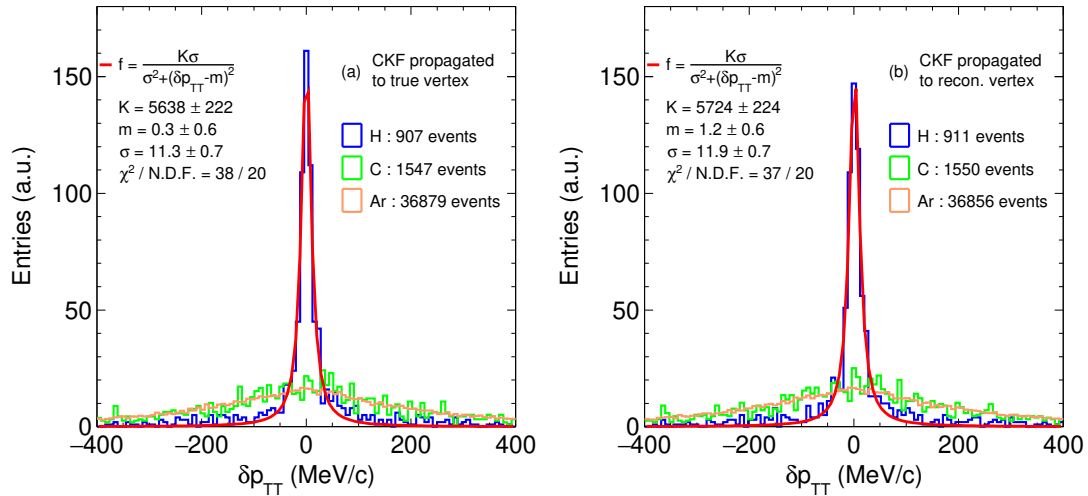 f = Kσ / σ²+(δp_TT-m)²
K = 5638 ± 222
m = 0.3 ± 0.6
σ = 11.3 ± 0.7
χ² / N.D.F. = 38 / 20
(a) CKF propagated
to true vertex
H : 907 events
C : 1547 events
Ar : 36879 events
Entries (a.u.)
150
100
50
0
−400 −200 0 200 400
δp_TT (MeV/c)
f = Kσ / σ²+(δp_TT-m)²
K = 5724 ± 224
m = 1.2 ± 0.6
σ = 11.9 ± 0.7
χ² / N.D.F. = 37 / 20
(b) CKF propagated
to recon. vertex
H : 911 events
C : 1550 events
Ar : 36856 events
Entries (a.u.)
150
100
50
0
−400 −200 0 200 400
δp_TT (MeV/c)